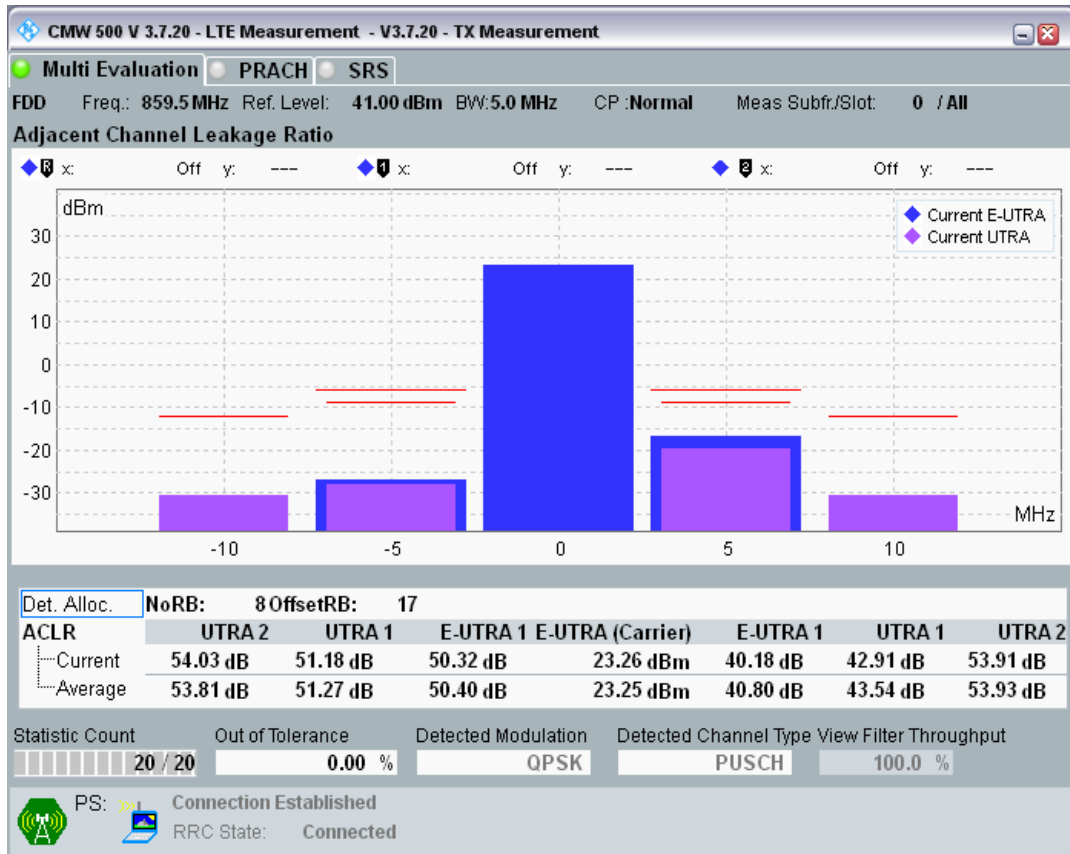 CMW 500 V 3.7.20 - LTE Measurement - V3.7.20 - TX Measurement
Multi Evaluation PRACH SRS
FDD Freq.: 859.5 MHz Ref. Level: 41.00 dBm BW:5.0 MHz CP :Normal Meas Subfr./Slot: 0 / All
Adjacent Channel Leakage Ratio
R x: Off y: --- 1 x: Off y: --- 2 x: Off y: ---
dBm
Current E-UTRA
Current UTRA
30
20
10
0
-10
-20
-30
MHz
-10 -5 0 5 10
Det. Alloc. NoRB: 8 OffsetRB: 17
ACLR UTRA 2 UTRA 1 E-UTRA 1 E-UTRA (Carrier) E-UTRA 1 UTRA 1 UTRA 2
Current 54.03 dB 51.18 dB 50.32 dB 23.26 dBm 40.18 dB 42.91 dB 53.91 dB
Average 53.81 dB 51.27 dB 50.40 dB 23.25 dBm 40.80 dB 43.54 dB 53.93 dB
Statistic Count Out of Tolerance Detected Modulation Detected Channel Type View Filter Throughput
20 / 20 0.00 % QPSK PUSCH 100.0 %
PS: Connection Established
RRC State: Connected